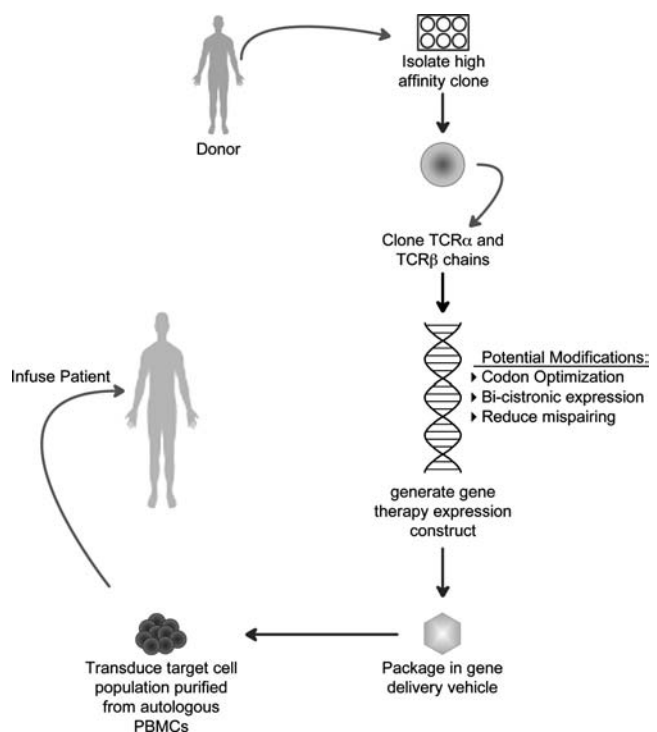 Isolate high
affinity clone
Donor
Clone TCRα and
TCRβ chains
Infuse Patient
Potential Modifications:
Codon Optimization
Bi-cistronic expression
Reduce mispairing
generate gene
therapy expression
construct
Transduce target cell
population purified
from autologous
PBMCs
Package in gene
delivery vehicle